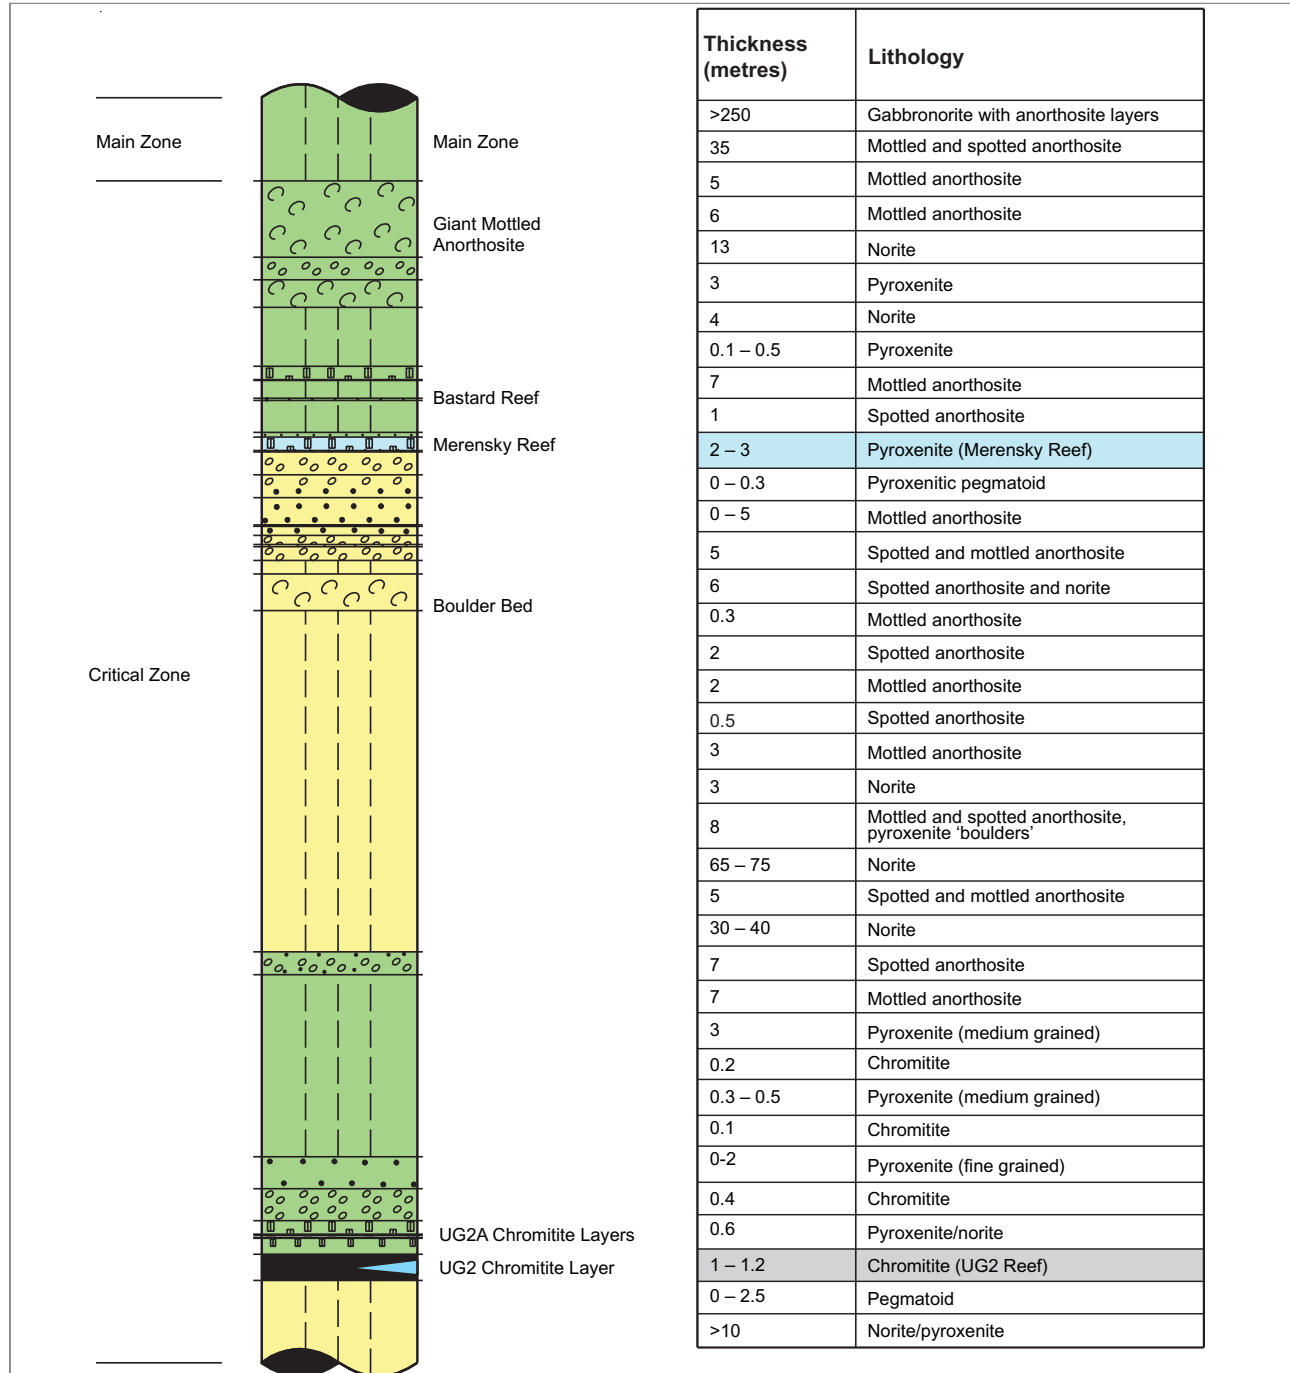 Main Zone
Critical Zone
Main Zone
Giant Mottled
Anorthosite
Bastard Reef
Merensky Reef
Boulder Bed
UG2A Chromitite Layers
UG2 Chromitite Layer
Thickness
(metres) Lithology
>250 Gabbronorite with anorthosite layers
35 Mottled and spotted anorthosite
5 Mottled anorthosite
6 Mottled anorthosite
13 Norite
3 Pyroxenite
4 Norite
0.1 – 0.5 Pyroxenite
7 Mottled anorthosite
1 Spotted anorthosite
2 – 3 Pyroxenite (Merensky Reef)
0 – 0.3 Pyroxenitic pegmatoid
0 – 5 Mottled anorthosite
5 Spotted and mottled anorthosite
6 Spotted anorthosite and norite
0.3 Mottled anorthosite
2 Spotted anorthosite
2 Mottled anorthosite
0.5 Spotted anorthosite
3 Mottled anorthosite
3 Norite
8 Mottled and spotted anorthosite,
pyroxenite ‘boulders’
65 – 75 Norite
5 Spotted and mottled anorthosite
30 – 40 Norite
7 Spotted anorthosite
7 Mottled anorthosite
3 Pyroxenite (medium grained)
0.2 Chromitite
0.3 – 0.5 Pyroxenite (medium grained)
0.1 Chromitite
0-2 Pyroxenite (fine grained)
0.4 Chromitite
0.6 Pyroxenite/norite
1 – 1.2 Chromitite (UG2 Reef)
0 – 2.5 Pegmatoid
>10 Norite/pyroxenite